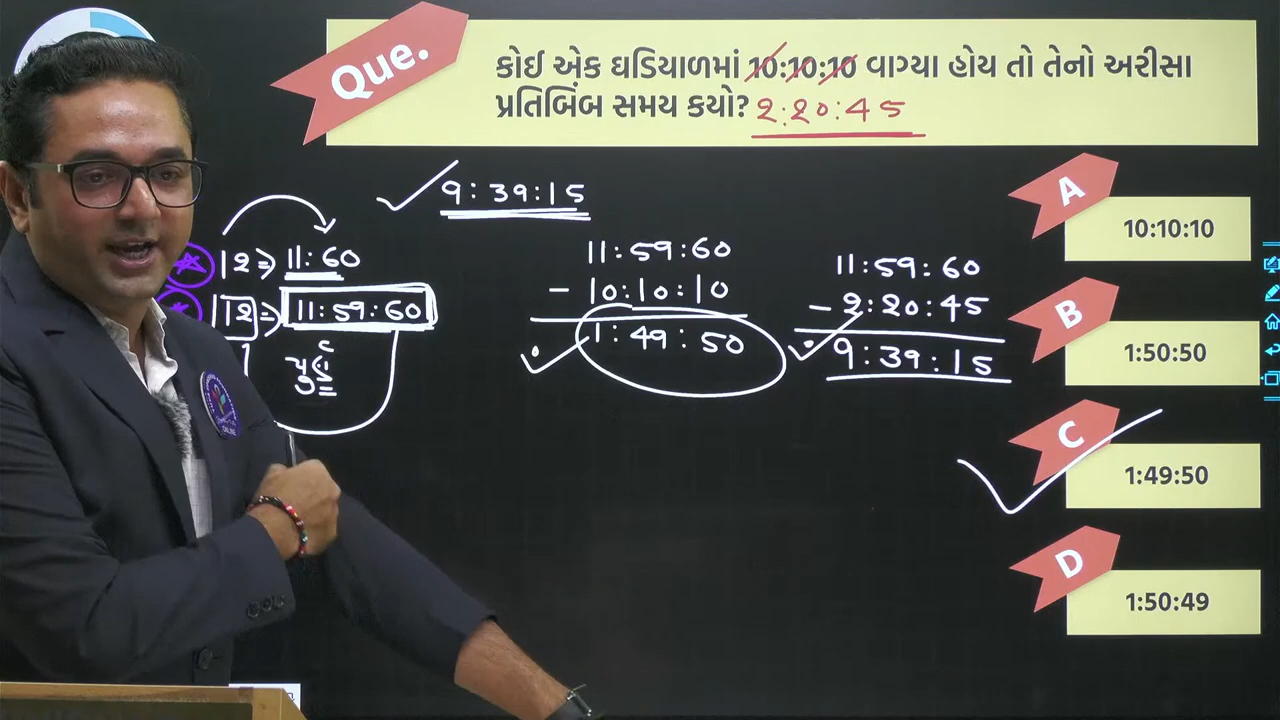 Que.
કોઈ એક ઘડિયાળમાં 10:10:10 વાગ્યા હોય તો તેનો અરીસા
પ્રતિબિંબ સમય કયો? 2:20:45
9:39:15
12 ⇒ 11:60
12 ⇒ 11:59:60
11:59:60
- 10:10:10
1:49:50
11:59:60
- 2:20:45
9:39:15
A
10:10:10
B
1:50:50
C
1:49:50
D
1:50:49
ONLINE